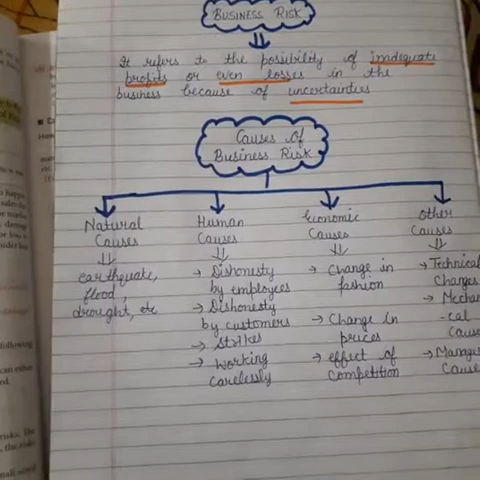 BUSINESS RISK
It refers to the possibility of inadequate
profits or even losses in the
business because of uncertainties
Causes of
Business Risk
Natural
Causes
earthquake,
flood,
drought, etc
Human
Causes
→ Dishonesty
by employees
→ Dishonesty
by customers
→ Strikes
→ working
carelessly
Economic
Causes
→ Change in
fashion
→ Change in
prices
→ effect of
competition
Other
Causes
→ Technical
→ Mechani
-cal
Cause
Cause